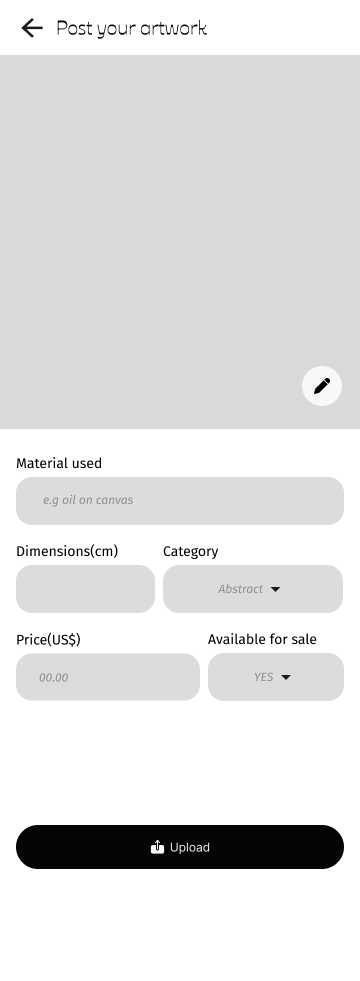 Post your artwork
Material used
e.g oil on canvas
Dimensions(cm) Category
Abstract
Price(US$) Available for sale
00.00 YES
Upload